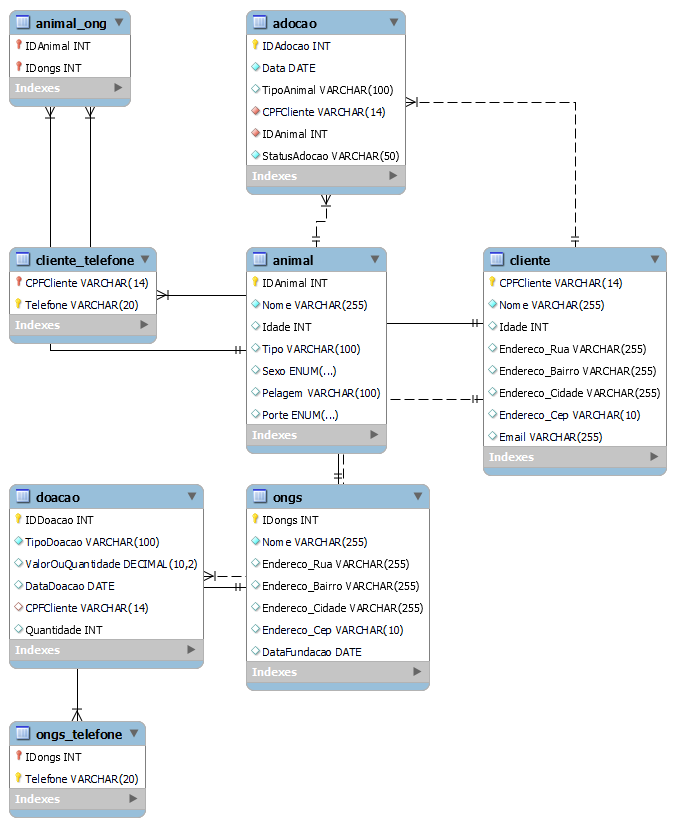 animal_ong
IDAnimal INT
IDongs INT
Indexes
adocao
IDAdocao INT
Data DATE
TipoAnimal VARCHAR(100)
CPFCliente VARCHAR(14)
IDAnimal INT
StatusAdocao VARCHAR(50)
Indexes
cliente_telefone
CPFCliente VARCHAR(14)
Telefone VARCHAR(20)
Indexes
animal
IDAnimal INT
Nome VARCHAR(255)
Idade INT
Tipo VARCHAR(100)
Sexo ENUM(...)
Pelagem VARCHAR(100)
Porte ENUM(...)
Indexes
cliente
CPFCliente VARCHAR(14)
Nome VARCHAR(255)
Idade INT
Endereco_Rua VARCHAR(255)
Endereco_Bairro VARCHAR(255)
Endereco_Cidade VARCHAR(255)
Endereco_Cep VARCHAR(10)
Email VARCHAR(255)
Indexes
doacao
IDDoacao INT
TipoDoacao VARCHAR(100)
ValorOuQuantidade DECIMAL(10,2)
DataDoacao DATE
CPFCliente VARCHAR(14)
Quantidade INT
Indexes
ongs
IDongs INT
Nome VARCHAR(255)
Endereco_Rua VARCHAR(255)
Endereco_Bairro VARCHAR(255)
Endereco_Cidade VARCHAR(255)
Endereco_Cep VARCHAR(10)
DataFundacao DATE
Indexes
ongs_telefone
IDongs INT
Telefone VARCHAR(20)
Indexes